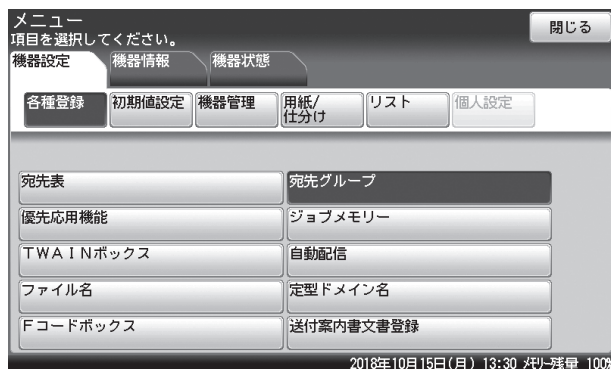 メニュー
閉じる
項目を選択してください。
機器設定 機器情報 機器状態
各種登録 初期値設定 機器管理 用紙/ リスト 個人設定
仕分け
宛先表 宛先グループ
優先応用機能 ジョブメモリー
TWAINボックス 自動配信
ファイル名 定型ドメイン名
Fコードボックス 送付案内書文書登録
2018年10月15日(月) 13:30 メモリー残量 100%